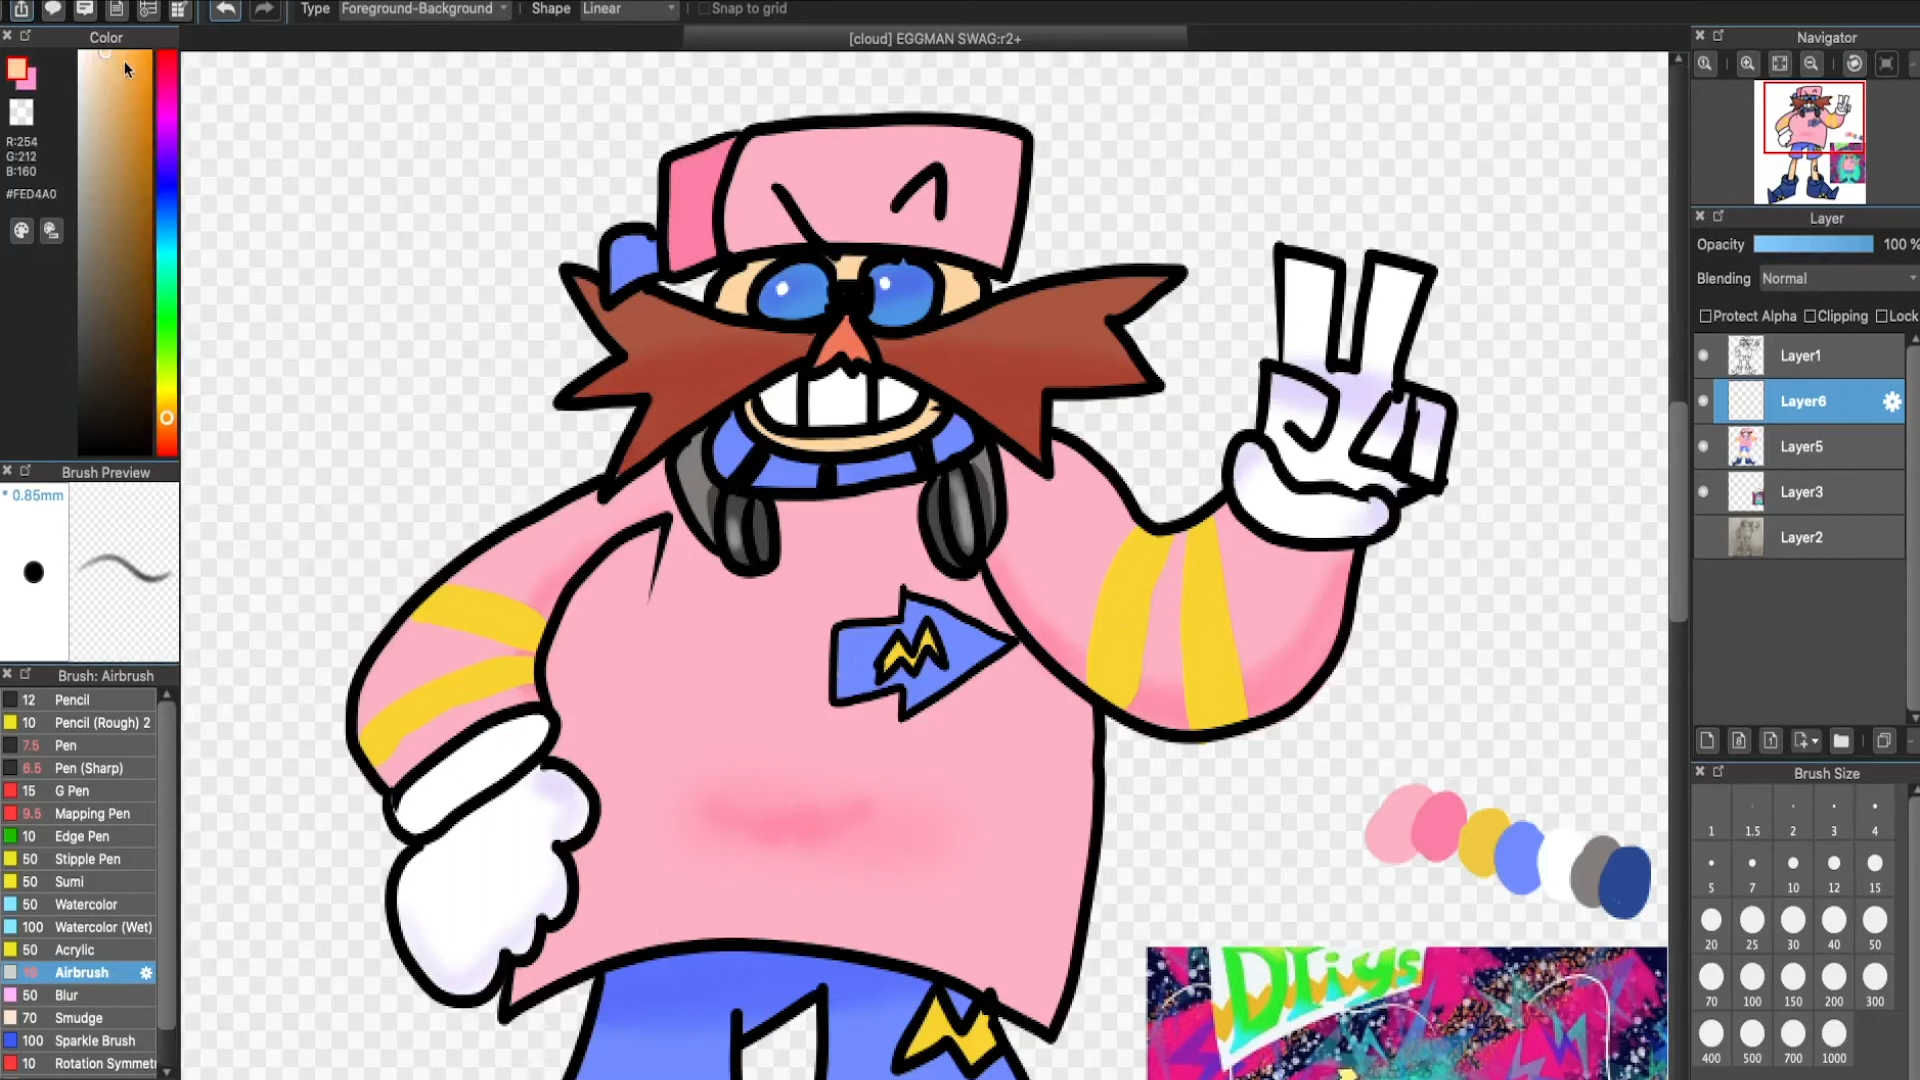 Type Foreground-Background Shape Linear Snap to grid
Color
[cloud] EGGMAN SWAG:r2+
Navigator
R:254
G:212
B:160
#FED4A0
Layer
Opacity 100 %
Blending Normal
Protect Alpha Clipping Lock
Layer1
Layer6
Layer5
Layer3
Layer2
Brush Preview
* 0.85mm
Brush: Airbrush
12 Pencil
10 Pencil (Rough) 2
7.5 Pen
6.5 Pen (Sharp)
15 G Pen
9.5 Mapping Pen
10 Edge Pen
50 Stipple Pen
50 Sumi
50 Watercolor
100 Watercolor (Wet)
50 Acrylic
Airbrush
50 Blur
70 Smudge
100 Sparkle Brush
10 Rotation Symmet
Brush Size
1 1.5 2 3 4
5 7 10 12 15
20 25 30 40 50
70 100 150 200 300
400 500 700 1000
DTiys